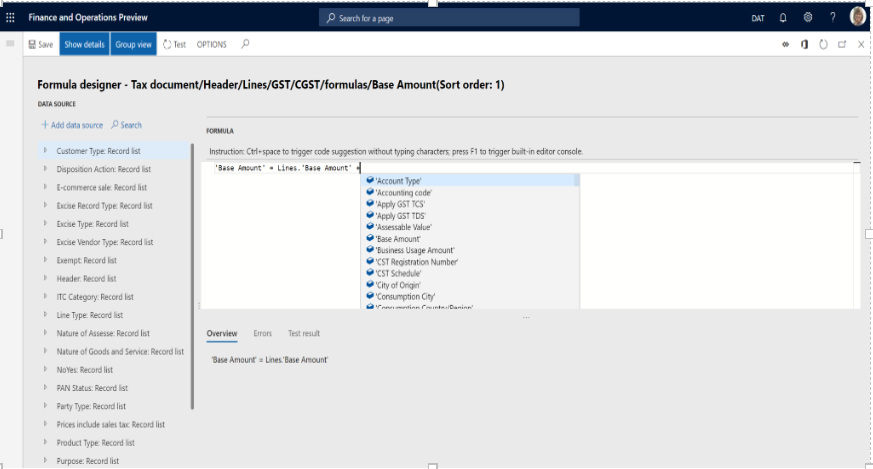 Finance and Operations Preview
Search for a page
DAT
?
Save
Show details
Group view
Test
OPTIONS
Formula designer - Tax document/Header/Lines/GST/CGST/formulas/Base Amount(Sort order: 1)
DATA SOURCE
+ Add data source
Search
Customer Type: Record list
Disposition Action: Record list
E-commerce sale: Record list
Excise Record Type: Record list
Excise Type: Record list
Excise Vendor Type: Record list
Exempt: Record list
Header: Record list
ITC Category: Record list
Line Type: Record list
Nature of Assesse: Record list
Nature of Goods and Service: Record list
NoYes: Record list
PAN Status: Record list
Party Type: Record list
Prices include sales tax: Record list
Product Type: Record list
Purpose: Record list
FORMULA
Instruction: Ctrl+space to trigger code suggestion without typing characters; press F1 to trigger built-in editor console.
'Base Amount' = Lines.'Base Amount' +
'Account Type'
'Accounting code'
'Apply GST TCS'
'Apply GST TDS'
'Assessable Value'
'Base Amount'
'Business Usage Amount'
'CST Registration Number'
'CST Schedule'
'City of Origin'
'Consumption City'
'Consumption Country/Region'
...
Overview
Errors
Test result
'Base Amount' = Lines.'Base Amount'